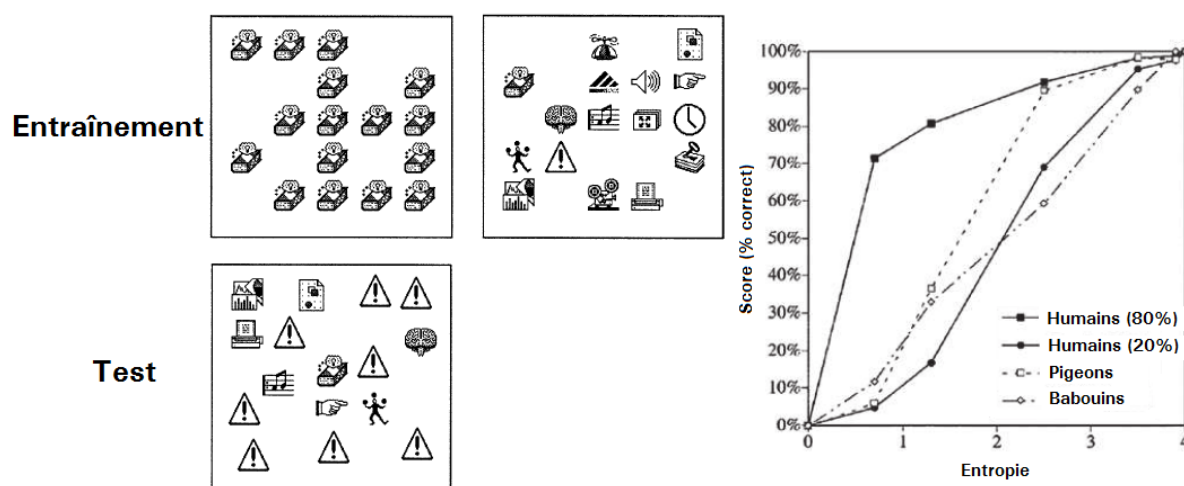 Entraînement
Test
Score (% correct)
100%
90%
80%
70%
60%
50%
40%
30%
20%
10%
0%
0
1
2
3
4
Entropie
Humains (80%)
Humains (20%)
Pigeons
Babouins